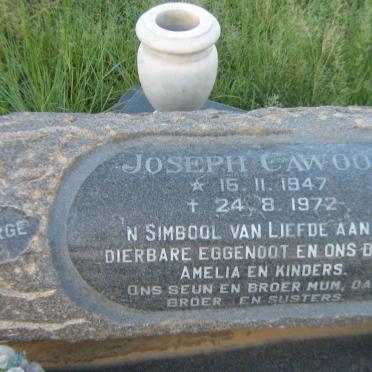 JOSEPH CAWOO
* 15.11.1947
† 24.8.1972
'N SIMBOOL VAN LIEFDE AAN
DIERBARE EGGENOOT EN ONS D
AMELIA EN KINDERS.
ONS SEUN EN BROER MUM, DA
BROER EN SUSTERS.
RGE